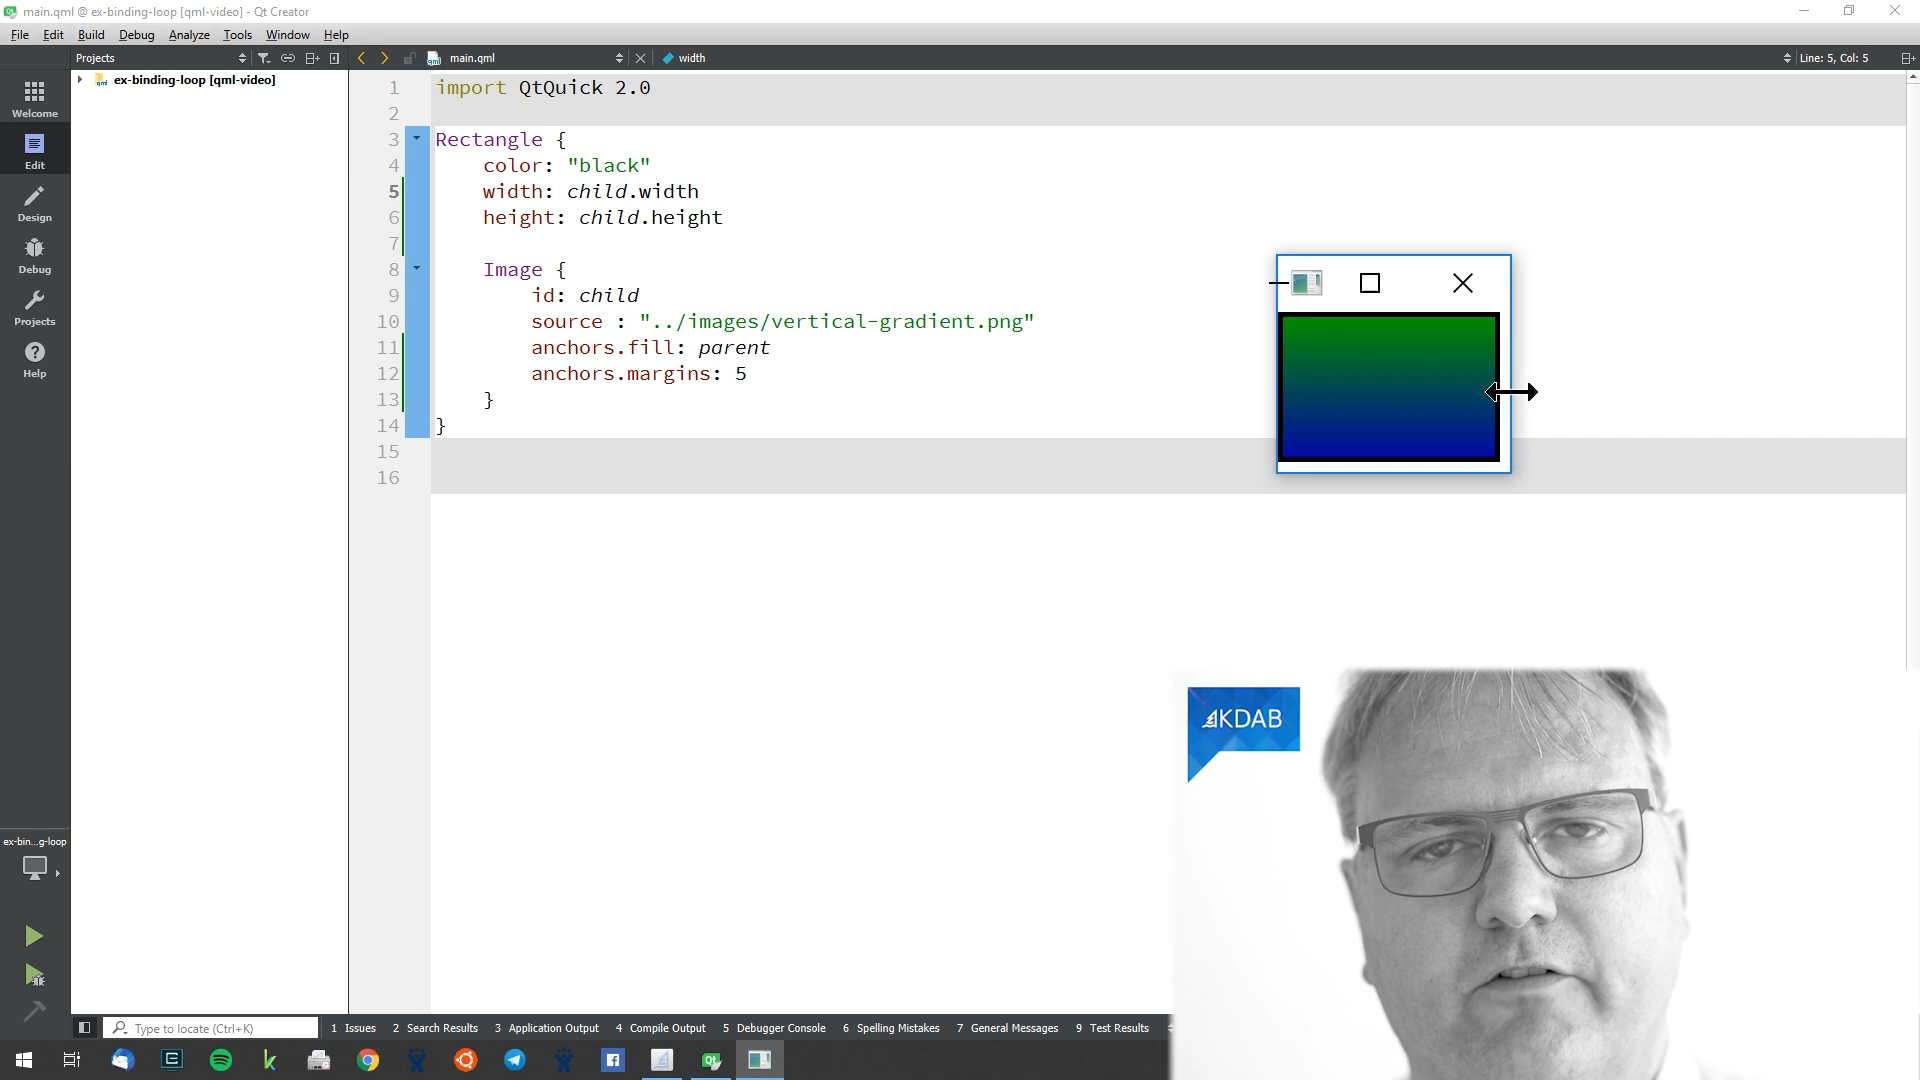 main.qml @ ex-binding-loop [qml-video] - Qt Creator
File Edit Build Debug Analyze Tools Window Help
Projects
main.qml
width
Line: 5, Col: 5
ex-binding-loop [qml-video]
Welcome
Edit
Design
Debug
Projects
Help
1 import QtQuick 2.0
2
3 Rectangle {
4 color: "black"
5 width: child.width
6 height: child.height
7
8 Image {
9 id: child
10 source : "../images/vertical-gradient.png"
11 anchors.fill: parent
12 anchors.margins: 5
13 }
14 }
15
16
KDAB
ex-bin...g-loop
Type to locate (Ctrl+K)
1 Issues 2 Search Results 3 Application Output 4 Compile Output 5 Debugger Console 6 Spelling Mistakes 7 General Messages 9 Test Results